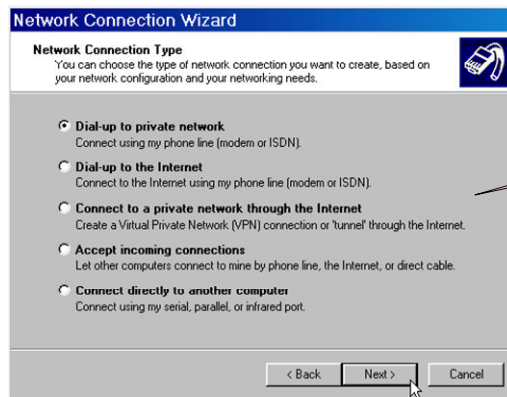 Network Connection Wizard
Network Connection Type
You can choose the type of network connection you want to create, based on
your network configuration and your networking needs.
Dial-up to private network
Connect using my phone line (modem or ISDN).
Dial-up to the Internet
Connect to the Internet using my phone line (modem or ISDN).
Connect to a private network through the Internet
Create a Virtual Private Network (VPN) connection or 'tunnel' through the Internet.
Accept incoming connections
Let other computers connect to mine by phone line, the Internet, or direct cable.
Connect directly to another computer
Connect using my serial, parallel, or infrared port.
< Back Next > Cancel